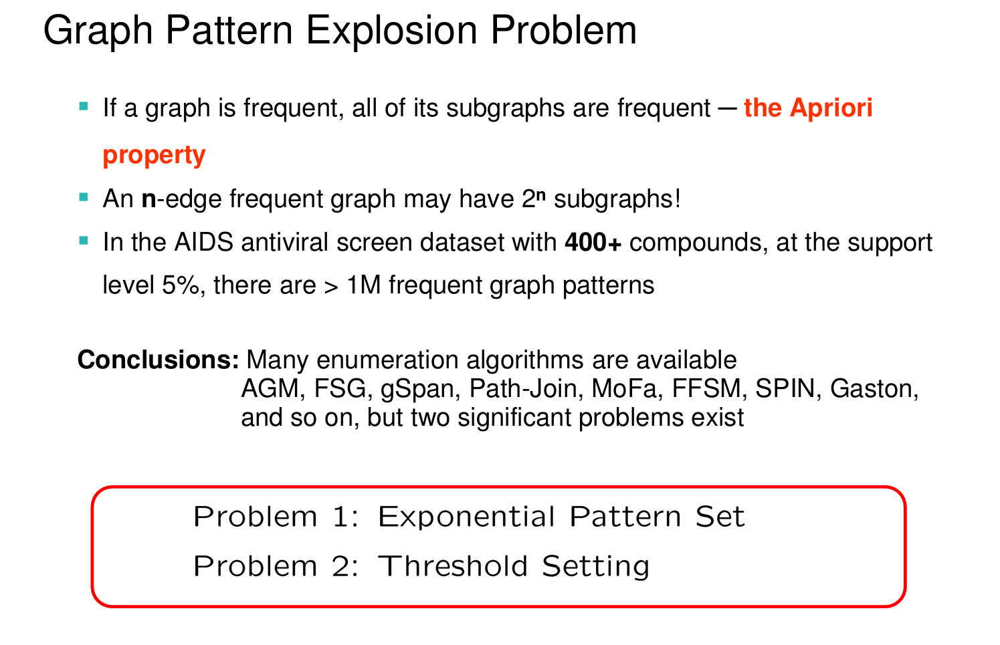 Graph Pattern Explosion Problem
If a graph is frequent, all of its subgraphs are frequent — the Apriori
property
An n-edge frequent graph may have 2ⁿ subgraphs!
In the AIDS antiviral screen dataset with 400+ compounds, at the support
level 5%, there are > 1M frequent graph patterns
Conclusions: Many enumeration algorithms are available
AGM, FSG, gSpan, Path-Join, MoFa, FFSM, SPIN, Gaston,
and so on, but two significant problems exist
Problem 1: Exponential Pattern Set
Problem 2: Threshold Setting